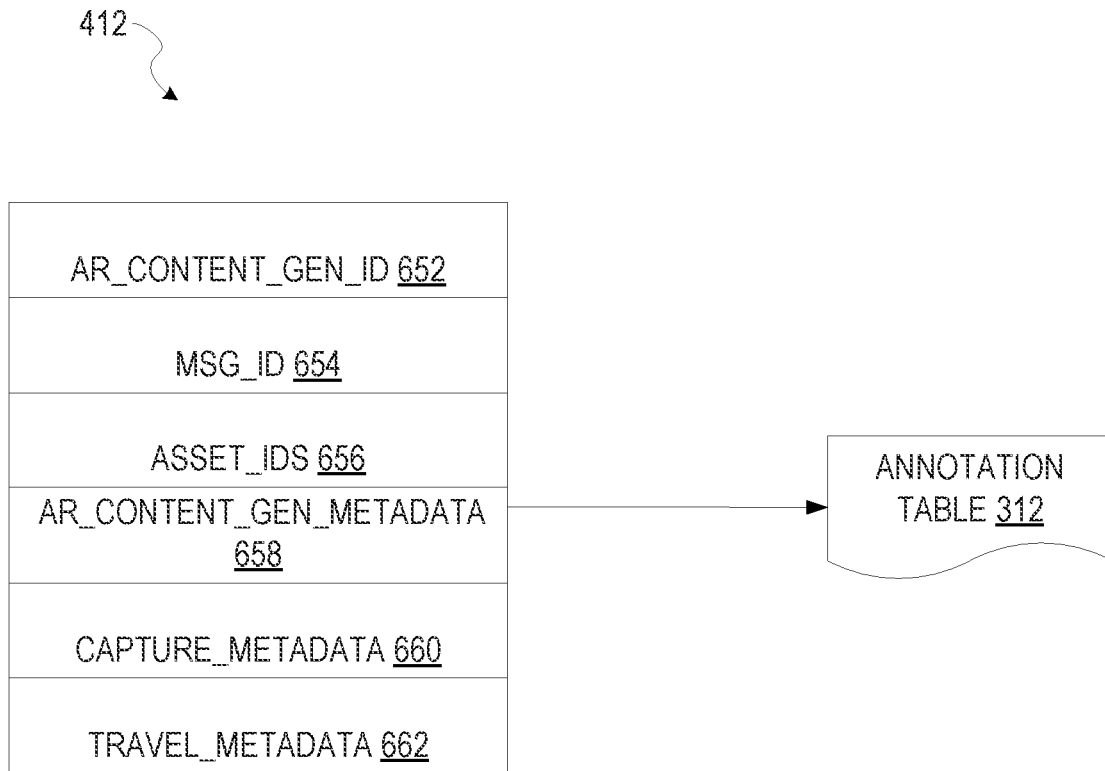 412
AR_CONTENT_GEN_ID 652
MSG_ID 654
ASSET_IDS 656
AR_CONTENT_GEN_METADATA
658
CAPTURE_METADATA 660
TRAVEL_METADATA 662
ANNOTATION
TABLE 312